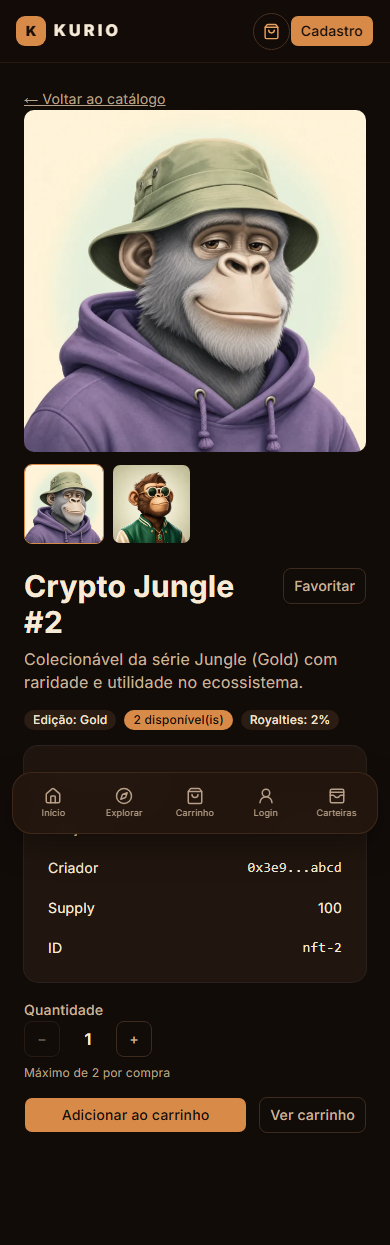 K KURIO
Cadastro
← Voltar ao catálogo
Crypto Jungle
#2
Favoritar
Colecionável da série Jungle (Gold) com
raridade e utilidade no ecossistema.
Edição: Gold
2 disponível(is)
Royalties: 2%
Início
Explorar
Carrinho
Login
Carteiras
Criador
0x3e9...abcd
Supply
100
ID
nft-2
Quantidade
−
1
+
Máximo de 2 por compra
Adicionar ao carrinho
Ver carrinho